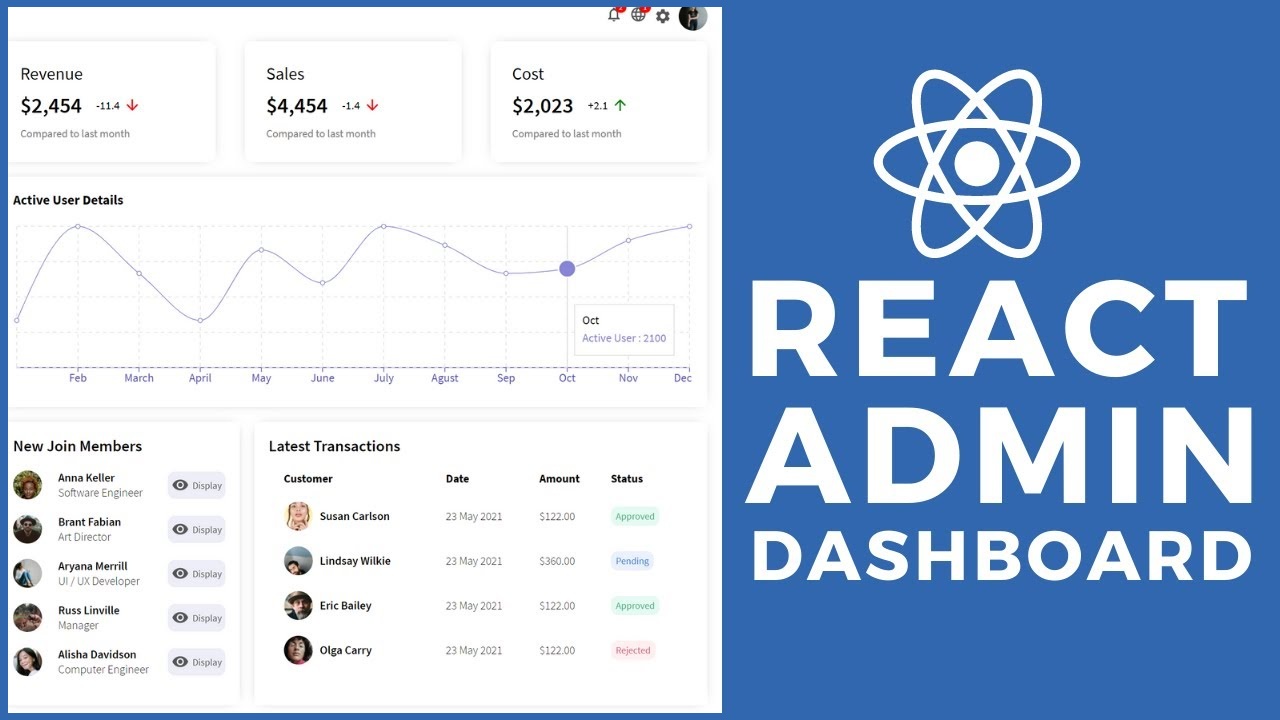 Revenue
$2,454 -11.4
Compared to last month
Sales
$4,454 -1.4
Compared to last month
Cost
$2,023 +2.1
Compared to last month
Active User Details
Oct
Active User : 2100
Feb March April May June July Agust Sep Oct Nov Dec
New Join Members
Anna Keller
Software Engineer
Display
Brant Fabian
Art Director
Display
Aryana Merrill
UI / UX Developer
Display
Russ Linville
Manager
Display
Alisha Davidson
Computer Engineer
Display
Latest Transactions
Customer Date Amount Status
Susan Carlson 23 May 2021 $122.00 Approved
Lindsay Wilkie 23 May 2021 $360.00 Pending
Eric Bailey 23 May 2021 $122.00 Approved
Olga Carry 23 May 2021 $122.00 Rejected
REACT
ADMIN
DASHBOARD